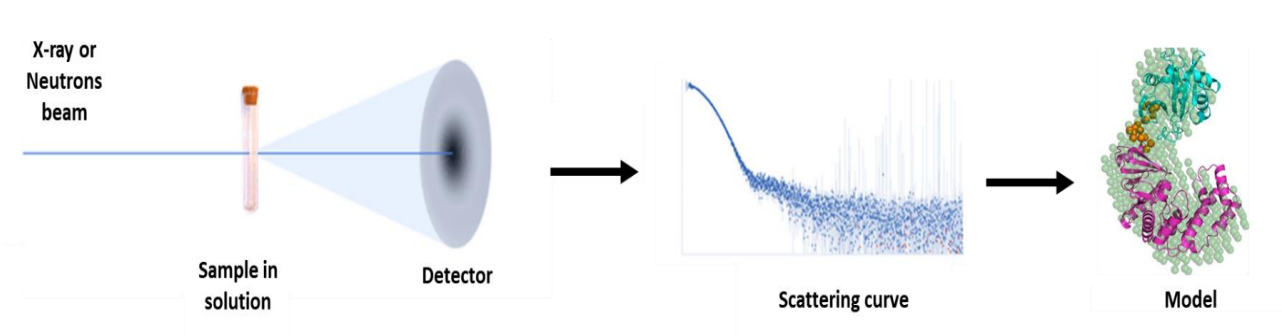 X-ray or
Neutrons
beam
Sample in
solution
Detector
Scattering curve
Model